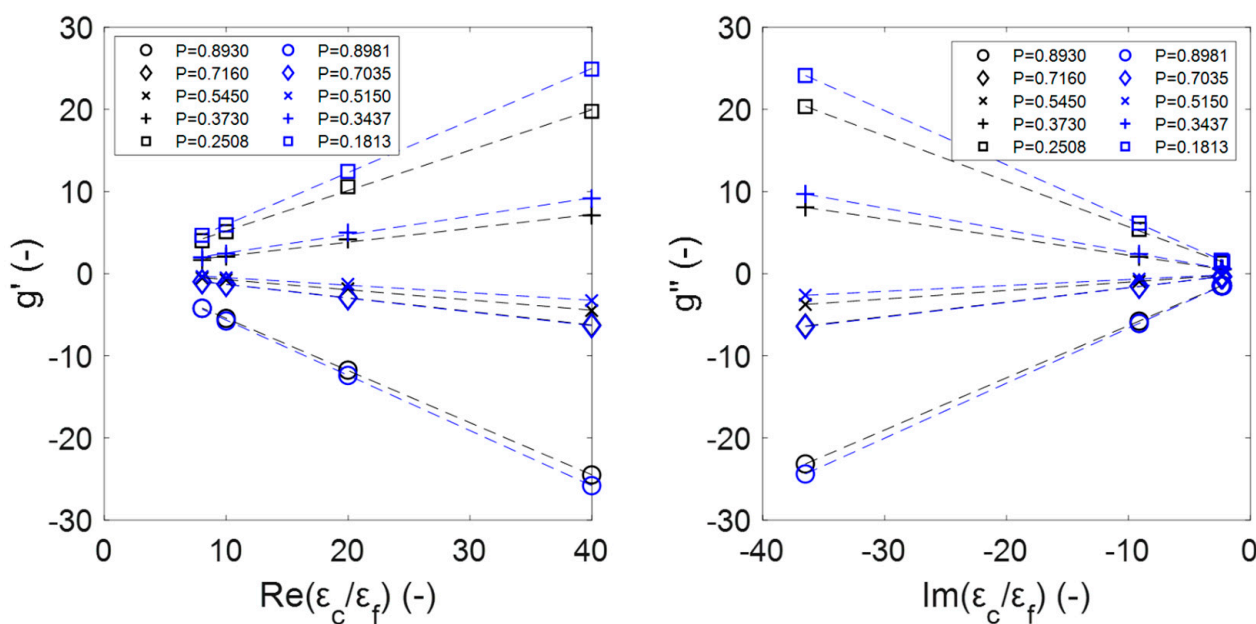 30
20
10
0
-10
-20
-30
g' (-)
P=0.8930 P=0.8981
P=0.7160 P=0.7035
P=0.5450 P=0.5150
P=0.3730 P=0.3437
P=0.2508 P=0.1813
0 10 20 30 40
Re(ε_c/ε_f) (-)
30
20
10
0
-10
-20
-30
g'' (-)
P=0.8930 P=0.8981
P=0.7160 P=0.7035
P=0.5450 P=0.5150
P=0.3730 P=0.3437
P=0.2508 P=0.1813
-40 -30 -20 -10 0
Im(ε_c/ε_f) (-)